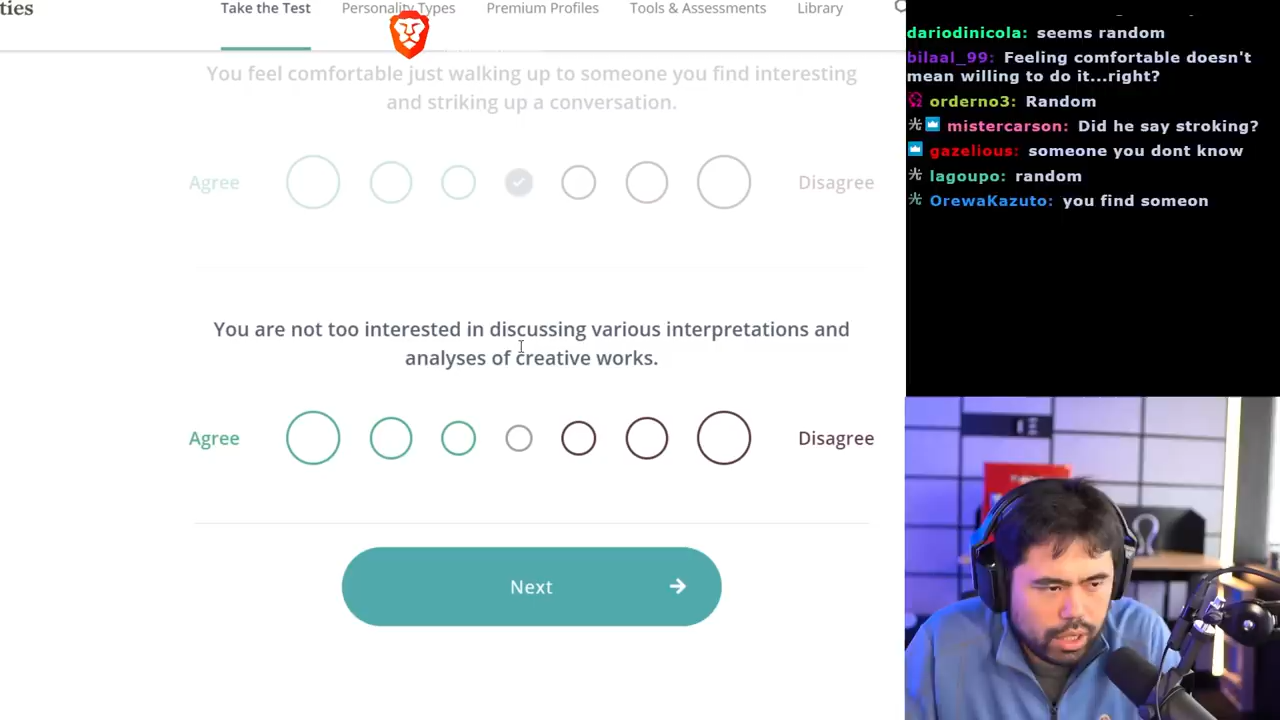 ties
Take the Test
Personality Types
Premium Profiles
Tools & Assessments
Library
You feel comfortable just walking up to someone you find interesting
and striking up a conversation.
Agree
Disagree
You are not too interested in discussing various interpretations and
analyses of creative works.
Agree
Disagree
Next
dariodinicola: seems random
bilaal_99: Feeling comfortable doesn't
mean willing to do it...right?
orderno3: Random
mistercarson: Did he say stroking?
gazelious: someone you dont know
lagoupo: random
OrewaKazuto: you find someon